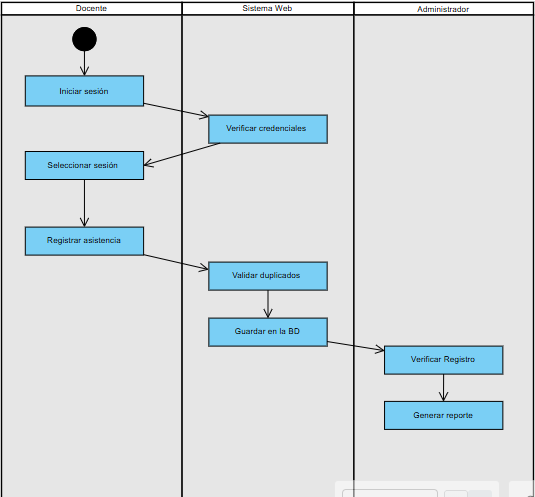 Docente
Sistema Web
Administrador
Iniciar sesión
Verificar credenciales
Seleccionar sesión
Registrar asistencia
Validar duplicados
Guardar en la BD
Verificar Registro
Generar reporte